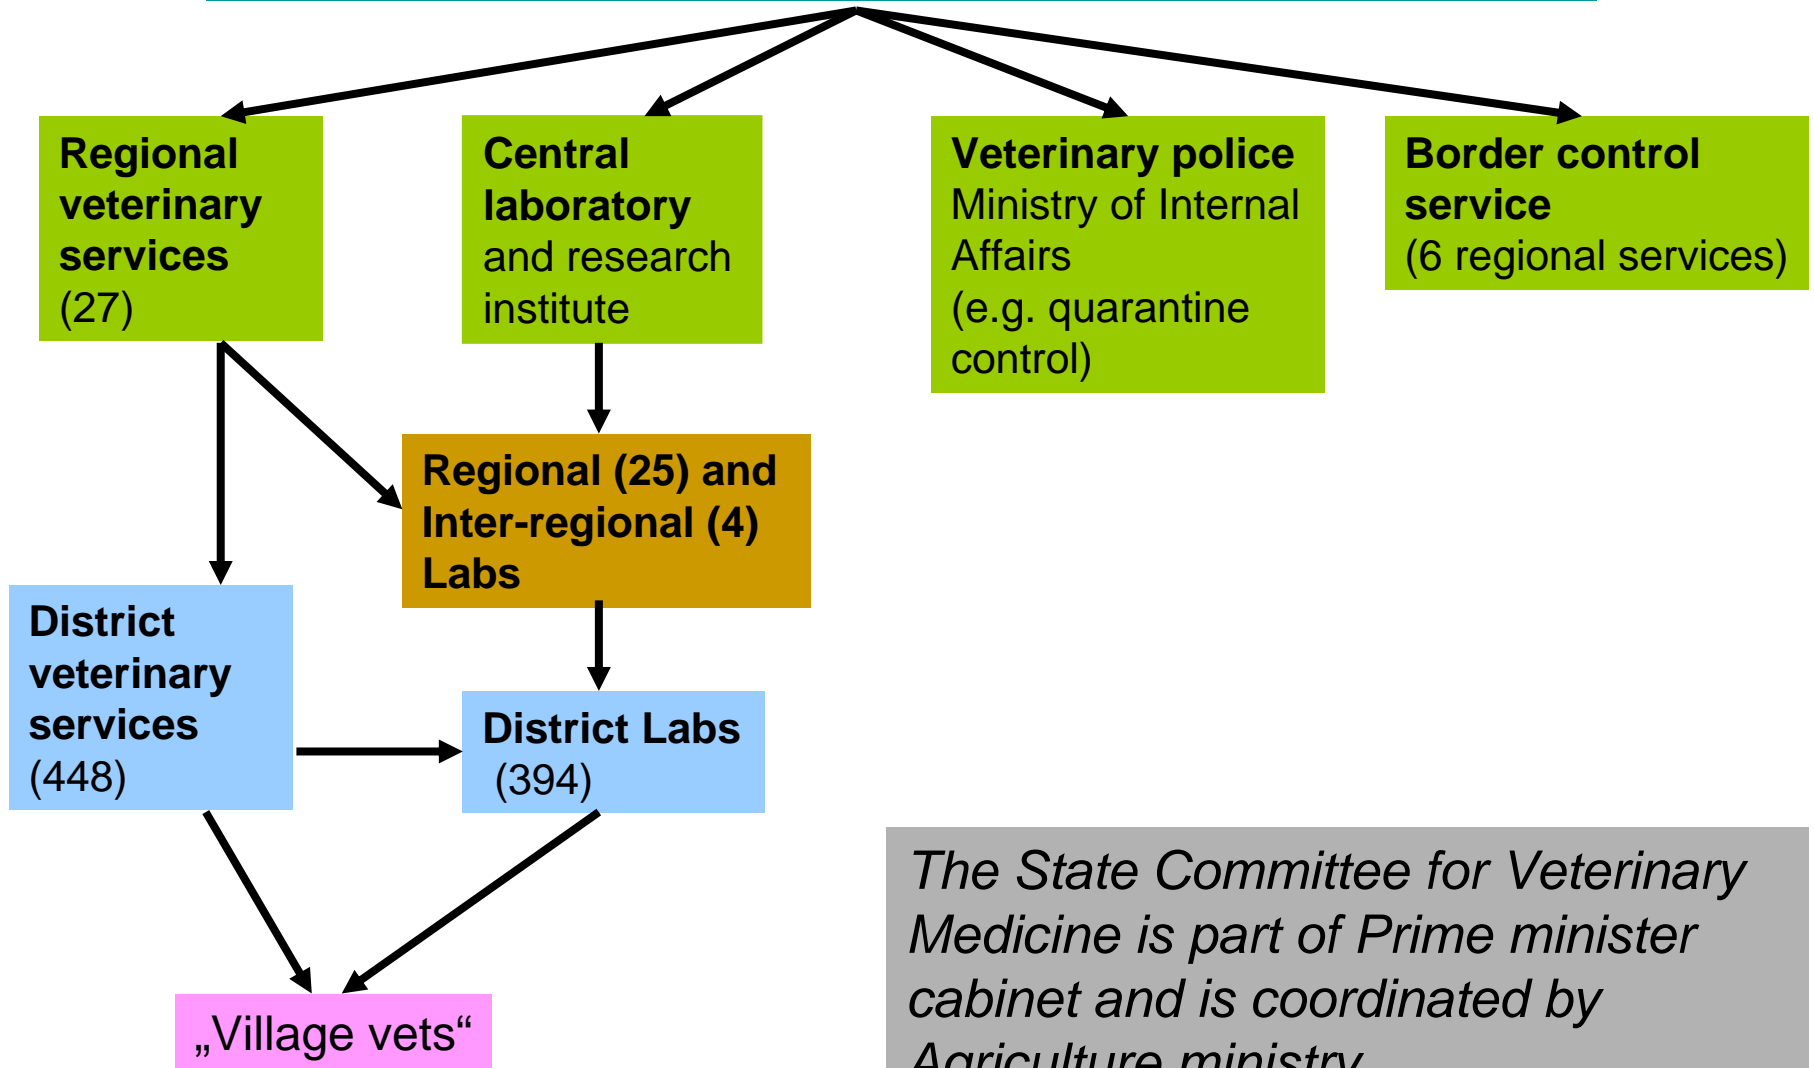 Regional
veterinary
services
(27)
Central
laboratory
and research
institute
Veterinary police
Ministry of Internal
Affairs
(e.g. quarantine
control)
Border control
service
(6 regional services)
Regional (25) and
Inter-regional (4)
Labs
District
veterinary
services
(448)
District Labs
(394)
„Village vets“
The State Committee for Veterinary
Medicine is part of Prime minister
cabinet and is coordinated by
Agriculture ministry